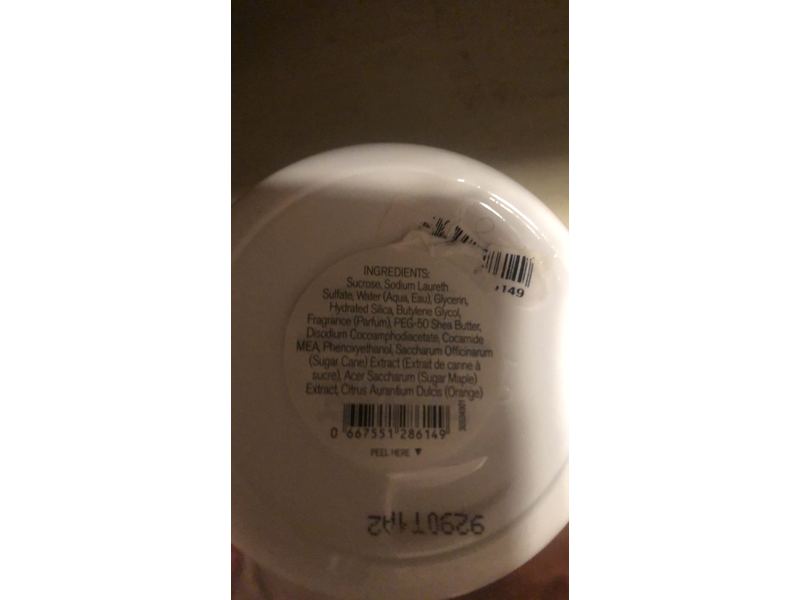 149
INGREDIENTS:
Sucrose, Sodium Laureth
Sulfate, Water (Aqua, Eau), Glycerin,
Hydrated Silica, Butylene Glycol,
Fragrance (Parfum), PEG-50 Shea Butter,
Disodium Cocoamphodiacetate, Cocamide
MEA, Phenoxyethanol, Saccharum Officinarum
(Sugar Cane) Extract (Extrait de canne à
sucre), Acer Saccharum (Sugar Maple)
Extract, Citrus Aurantium Dulcis (Orange)
0 667551 286149
PEEL HERE ▼
9290T1A2